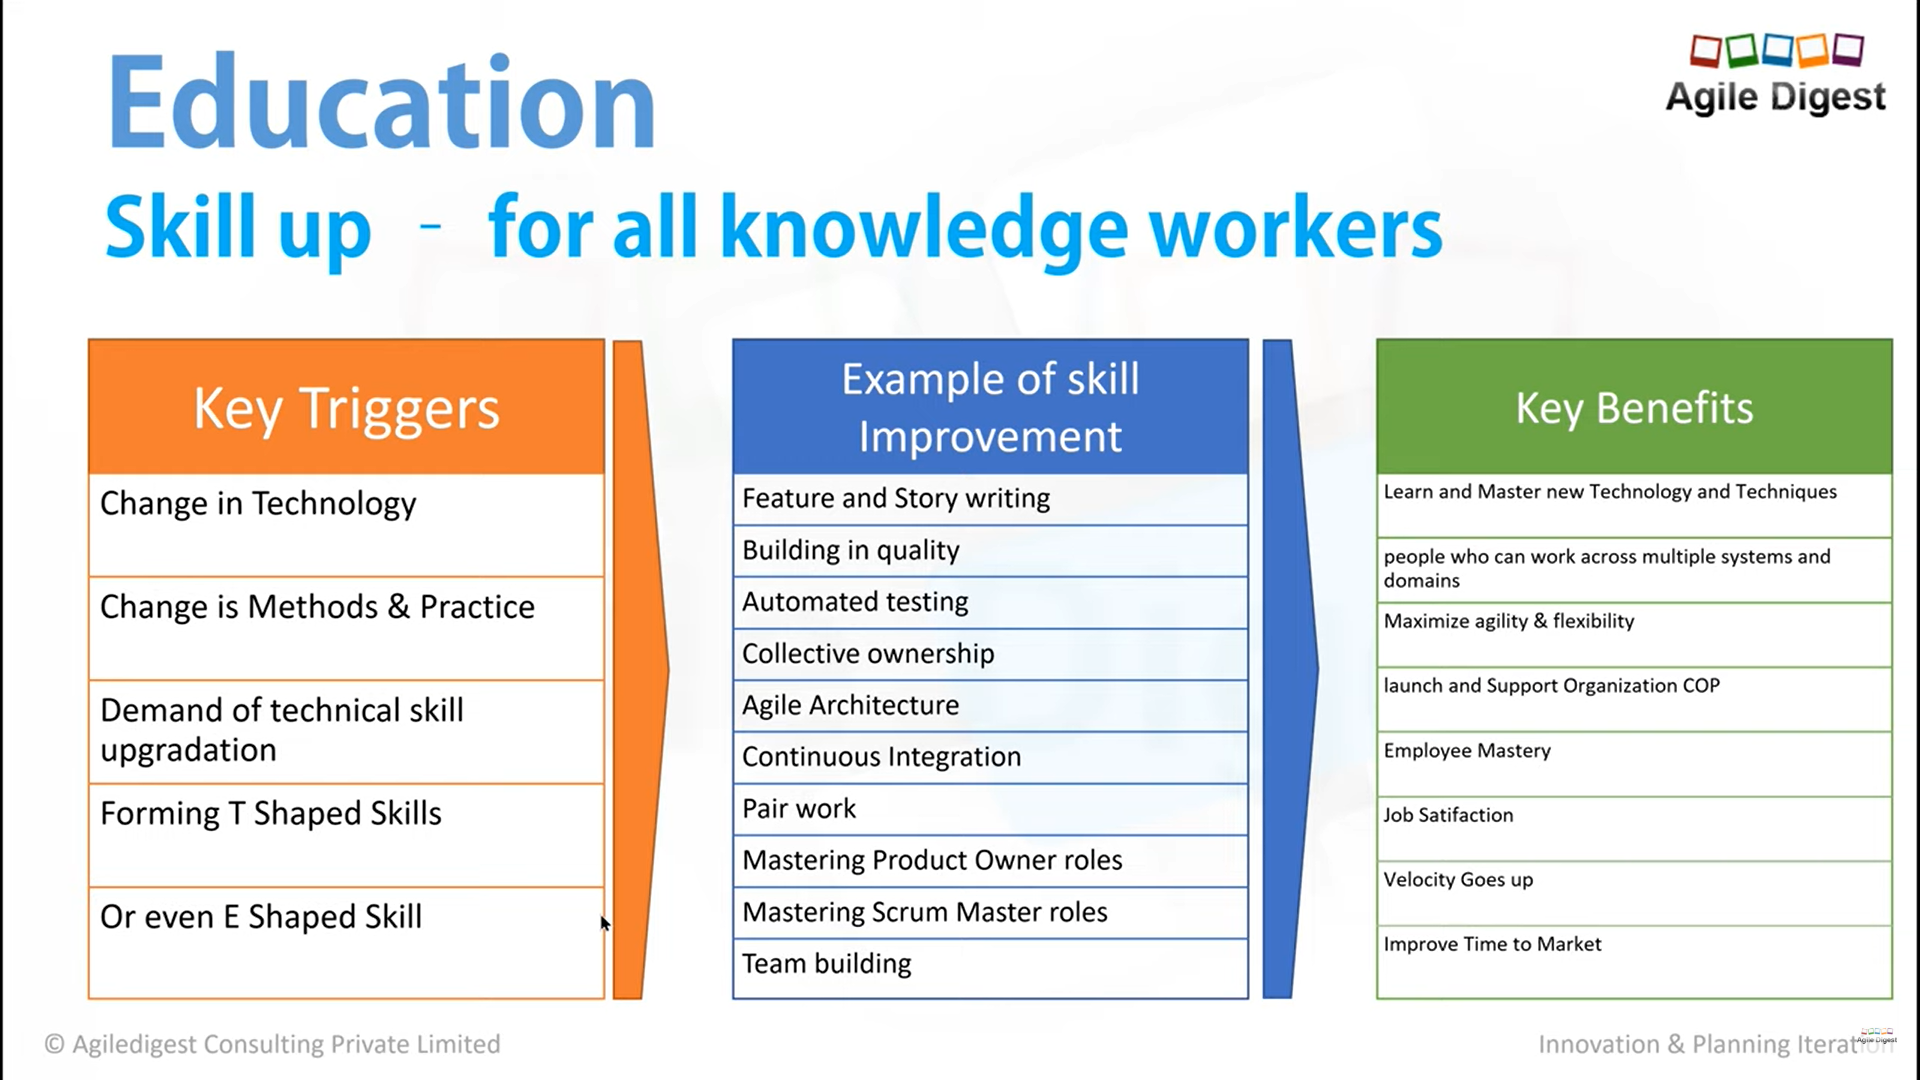 Education
Agile Digest
Skill up - for all knowledge workers
Key Triggers
Change in Technology
Change is Methods & Practice
Demand of technical skill
upgradation
Forming T Shaped Skills
Or even E Shaped Skill
Example of skill
Improvement
Feature and Story writing
Building in quality
Automated testing
Collective ownership
Agile Architecture
Continuous Integration
Pair work
Mastering Product Owner roles
Mastering Scrum Master roles
Team building
Key Benefits
Learn and Master new Technology and Techniques
people who can work across multiple systems and
domains
Maximize agility & flexibility
launch and Support Organization COP
Employee Mastery
Job Satifaction
Velocity Goes up
Improve Time to Market
© Agiledigest Consulting Private Limited
Innovation & Planning Iteration
Agile Digest